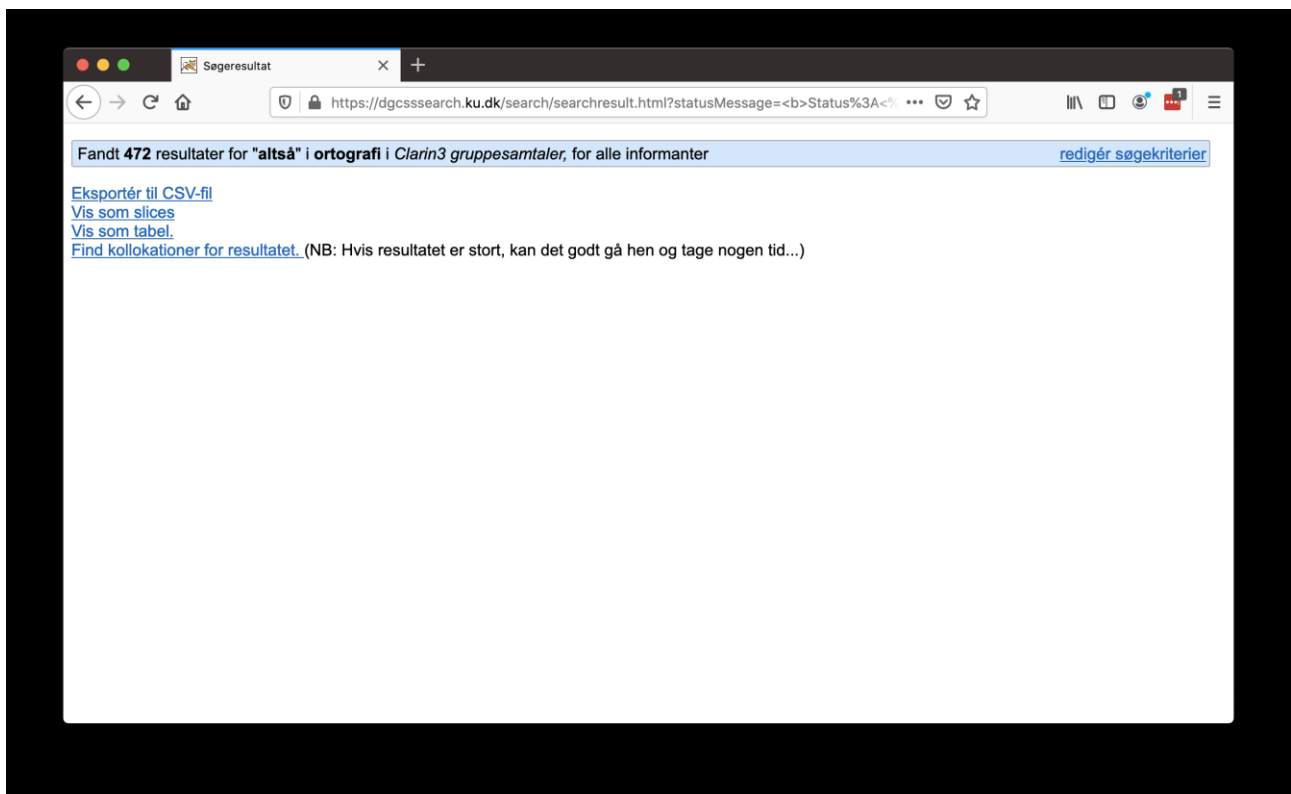 Søgeresultat
https://dgcsssearch.ku.dk/search/searchresult.html?statusMessage=<b>Status%3A<%
1
Fandt 472 resultater for "altså" i ortografi i Clarin3 gruppesamtaler, for alle informanter redigér søgekriterier
Eksportér til CSV-fil
Vis som slices
Vis som tabel.
Find kollokationer for resultatet. (NB: Hvis resultatet er stort, kan det godt gå hen og tage nogen tid...)